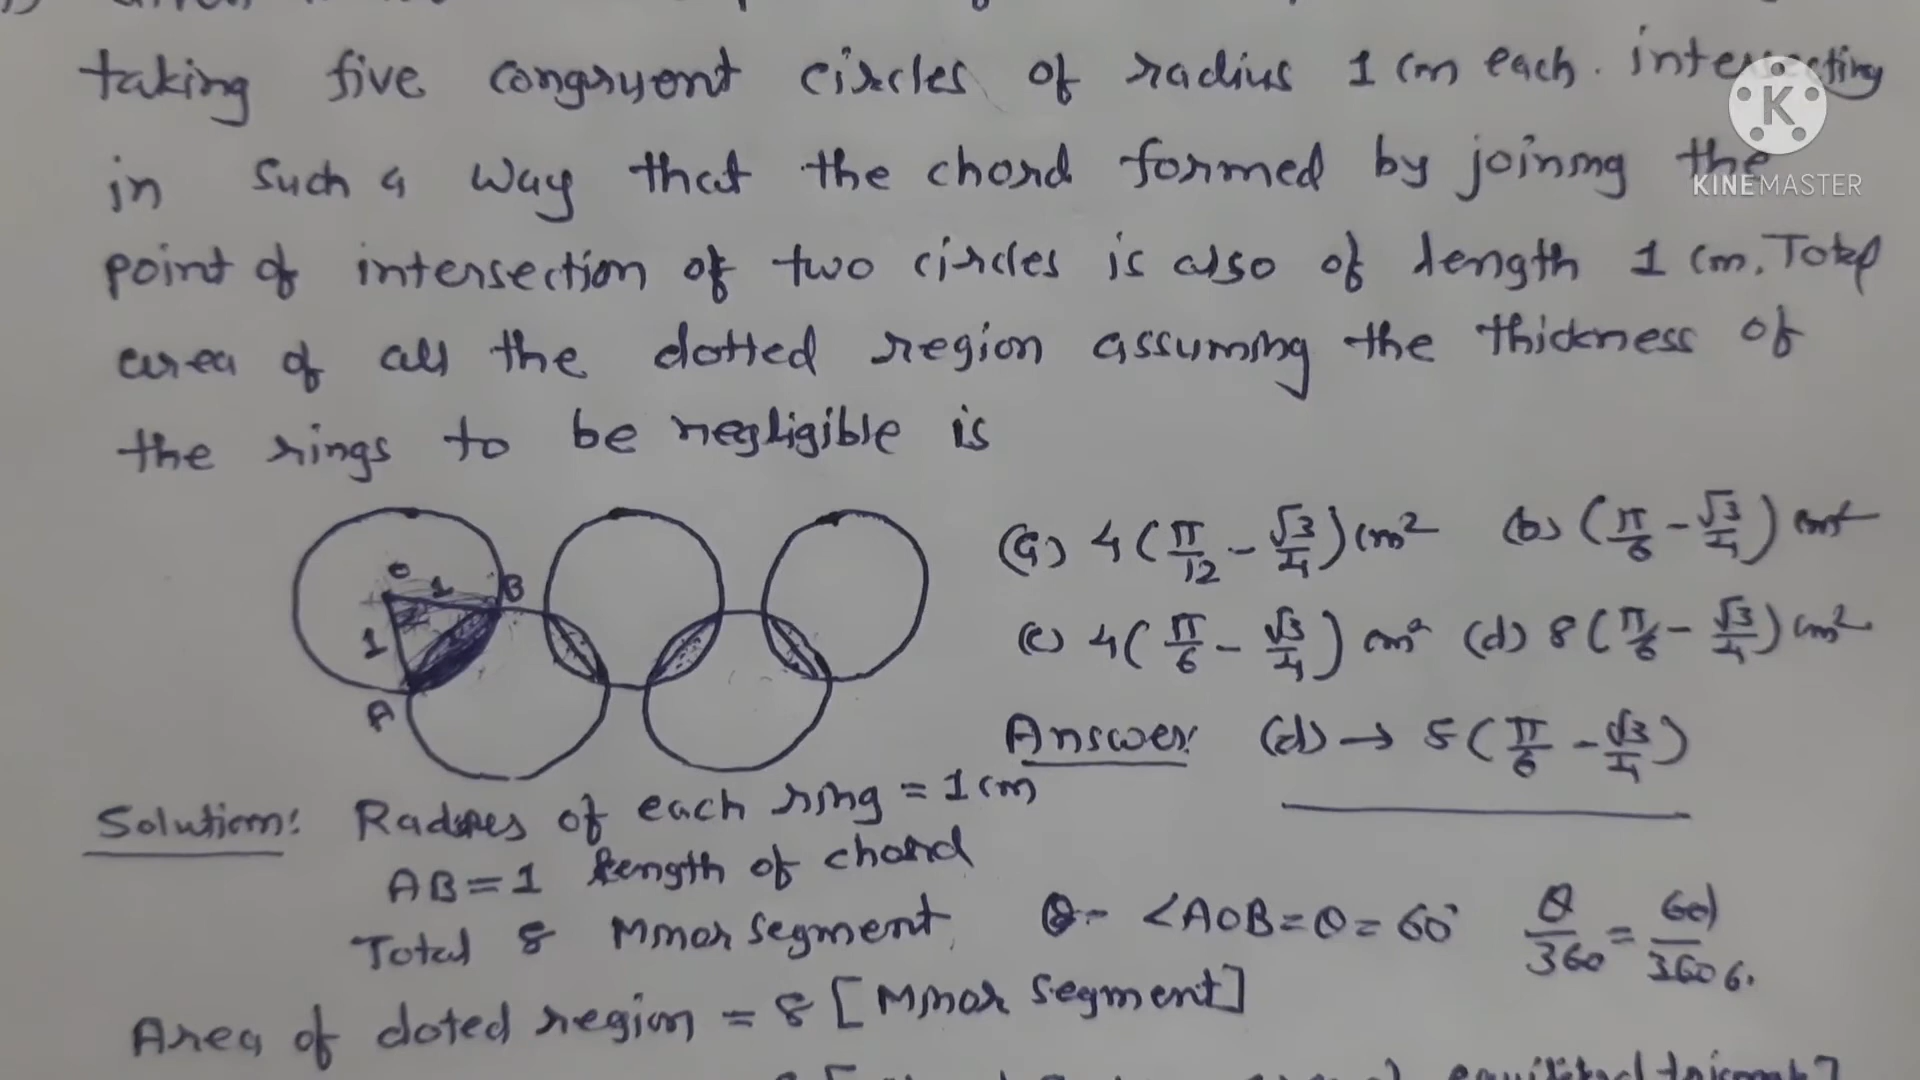 taking five congruent circles of radius 1 cm each. intersecting
in such a way that the chord formed by joining the
point of intersection of two circles is also of length 1 cm. Total
area of all the dotted region assuming the thickness of
the rings to be negligible is
(a) 4(π/12 - √3/4) cm² (b) (π/6 - √3/4) cm²
(c) 4(π/6 - √3/4) cm² (d) 8(π/6 - √3/4) cm²
Answer: (d) → 8(π/6 - √3/4)
O
1
B
1
A
Solution: Radius of each ring = 1 cm
AB = 1 length of chord
Total 8 Minor segment, θ = ∠AOB = θ = 60° θ/360 = 60/360 6.
Area of doted region = 8 [Minor segment]
K
KINEMASTER